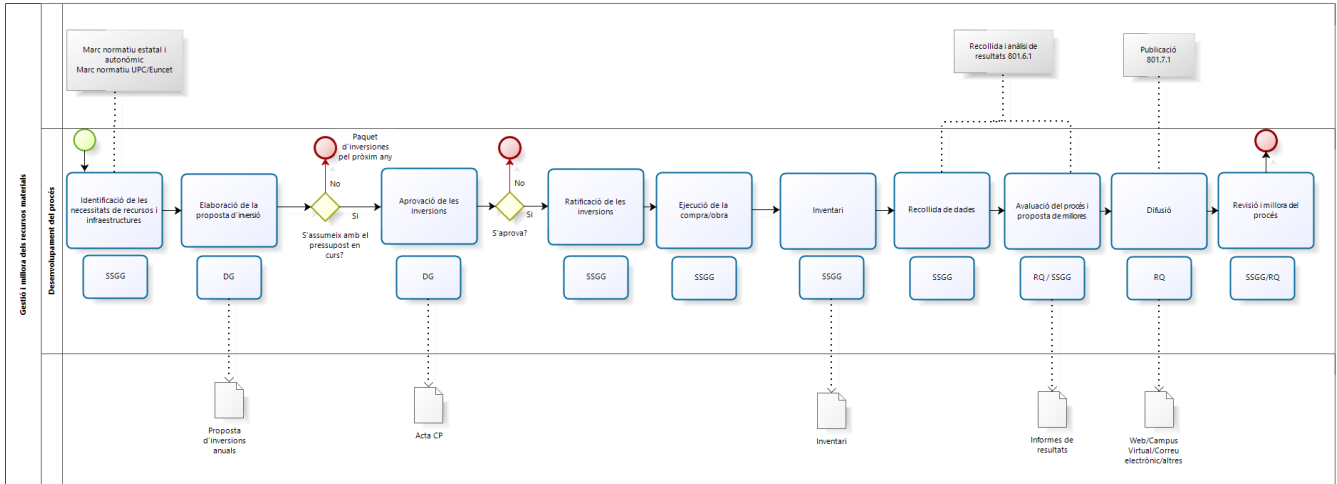 Gestió i millora dels recursos materials
Desenvolupament del procés
Marc normatiu estatal i
autonòmic
Marc normatiu UPC/Euncet
Recollida i anàlisi de
resultats 801.6.1
Publicació
801.7.1
Paquet
d'inversiones
pel pròxim any
No
No
Identificació de les
necessitats de recursos i
infraestructures
Elaboració de la
proposta d'inversió
Si
S'assumeix amb el
pressupost en
curs?
Aprovació de les
inversions
Si
S'aprova?
Ratificació de les
inversions
Ejecució de la
compra/obra
Inventari
Recollida de dades
Avaluació del procés i
proposta de millores
Difusió
Revisió i millora del
procés
SSGG
DG
DG
SSGG
SSGG
SSGG
SSGG
RQ / SSGG
RQ
SSGG/RQ
Proposta
d'inversions
anuals
Acta CP
Inventari
Informes de
resultats
Web/Campus
Virtual/Correu
electrònic/altres